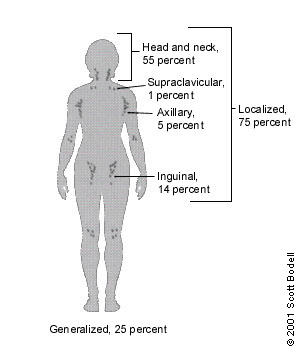 Head and neck,
55 percent
Supraclavicular,
1 percent
Axillary,
5 percent
Localized,
75 percent
Inguinal,
14 percent
Generalized, 25 percent
© 2001 Scott Bodell